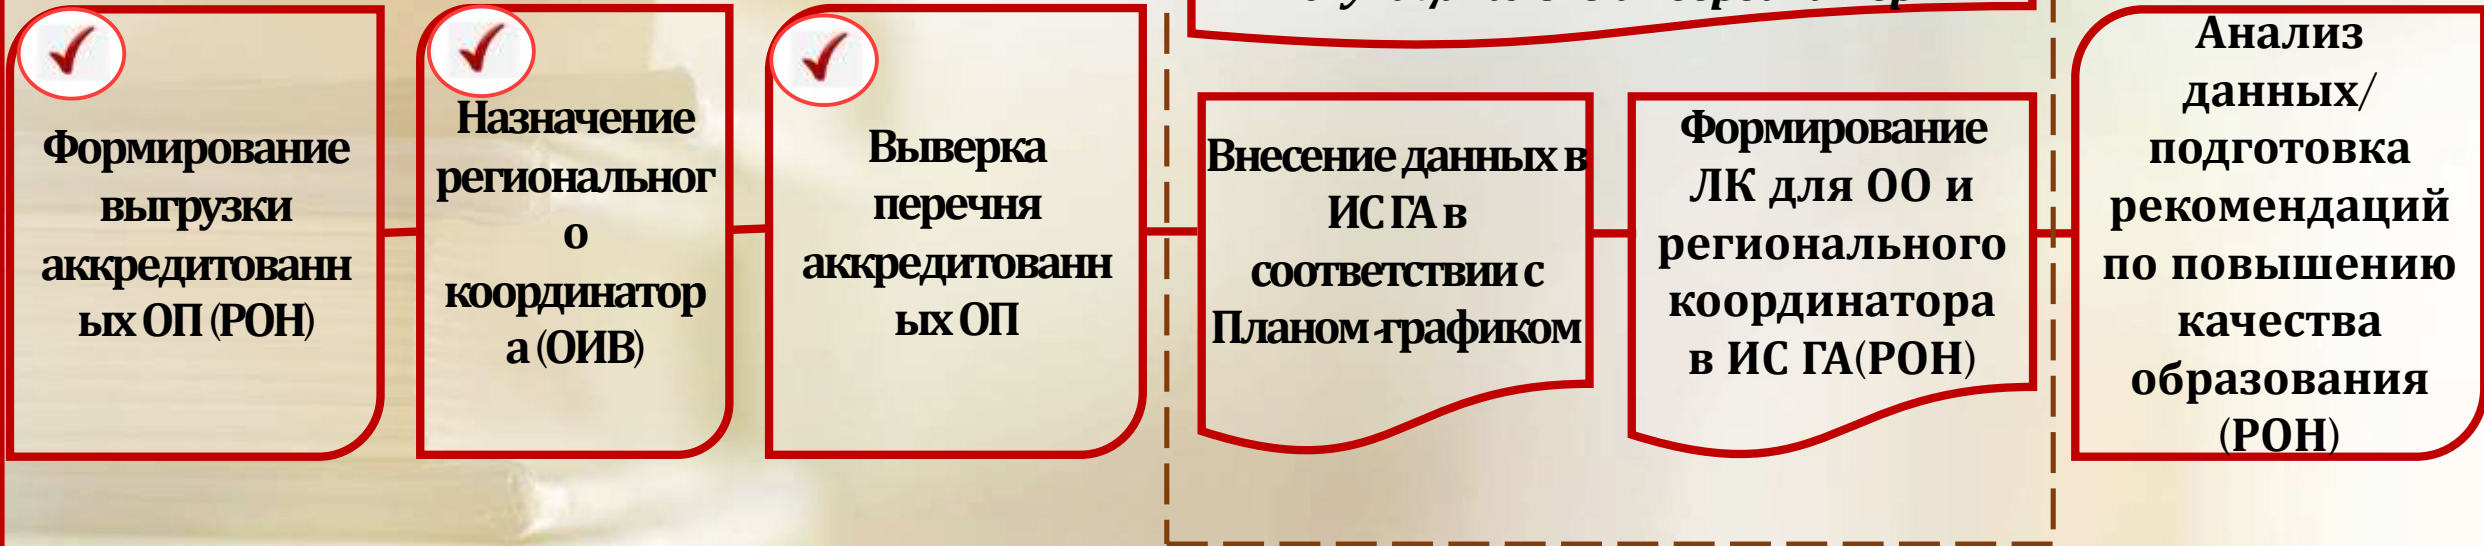 Формирование
выгрузки
аккредитованн
ых ОП (РОН)
Назначение
региональног
о
координатор
а (ОИВ)
Выверка
перечня
аккредитованн
ых ОП
Внесение данных в
ИС ГА в
соответствии с
Планом-графиком
Формирование
ЛК для ОО и
регионального
координатора
в ИС ГА(РОН)
Анализ
данных/
подготовка
рекомендаций
по повышению
качества
образования
(РОН)